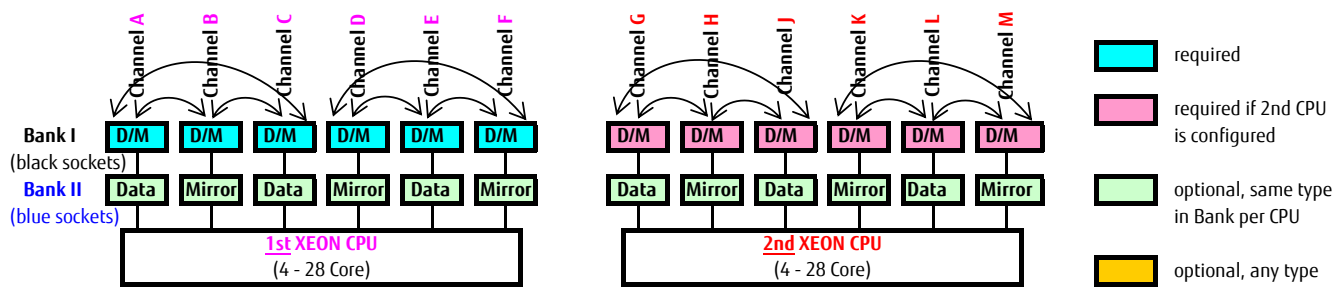 Channel A
Channel B
Channel C
Channel D
Channel E
Channel F
Channel G
Channel H
Channel J
Channel K
Channel L
Channel M
Bank I
(black sockets)
D/M D/M D/M D/M D/M D/M
D/M D/M D/M D/M D/M D/M
Bank II
(blue sockets)
Data Mirror Data Mirror Data Mirror
Data Mirror Data Mirror Data Mirror
1st XEON CPU
(4 - 28 Core)
2nd XEON CPU
(4 - 28 Core)
required
required if 2nd CPU
is configured
optional, same type
in Bank per CPU
optional, any type